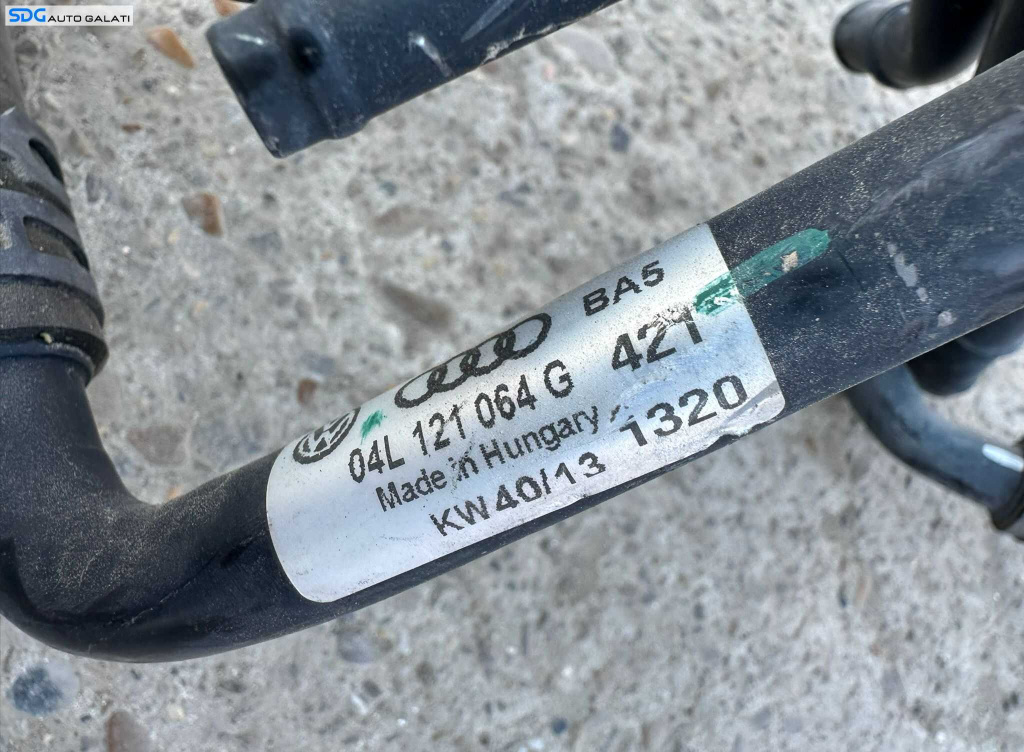 SDG AUTO GALATI
BA5
04L 121 064 G 421
Made in Hungary 1320
KW40/13